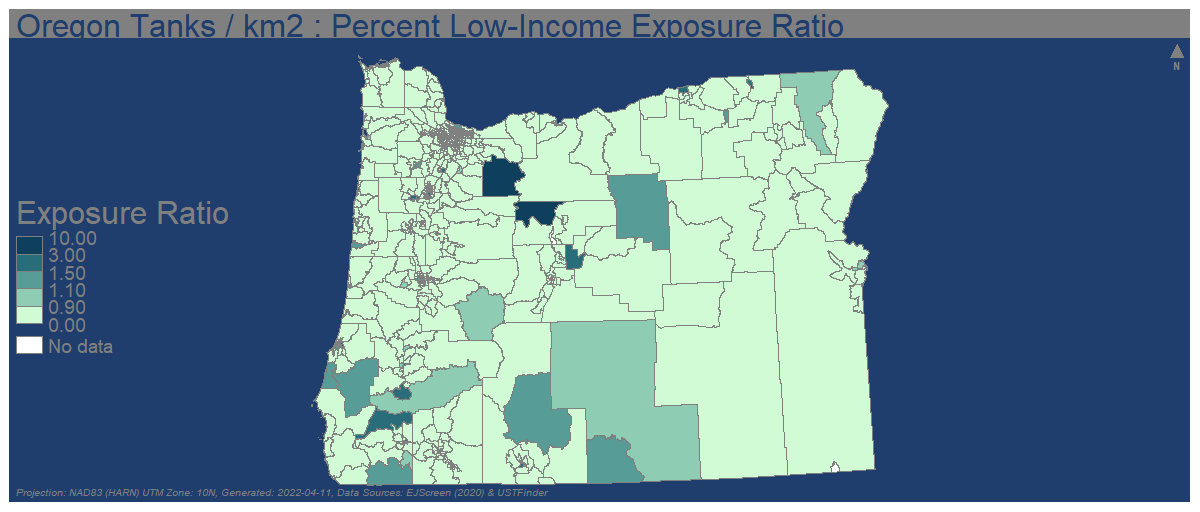 Oregon Tanks / km2 : Percent Low-Income Exposure Ratio
N
Exposure Ratio
10.00
3.00
1.50
1.10
0.90
0.00
No data
Projection: NAD83 (HARN) UTM Zone: 10N, Generated: 2022-04-11, Data Sources: EJScreen (2020) & USTFinder